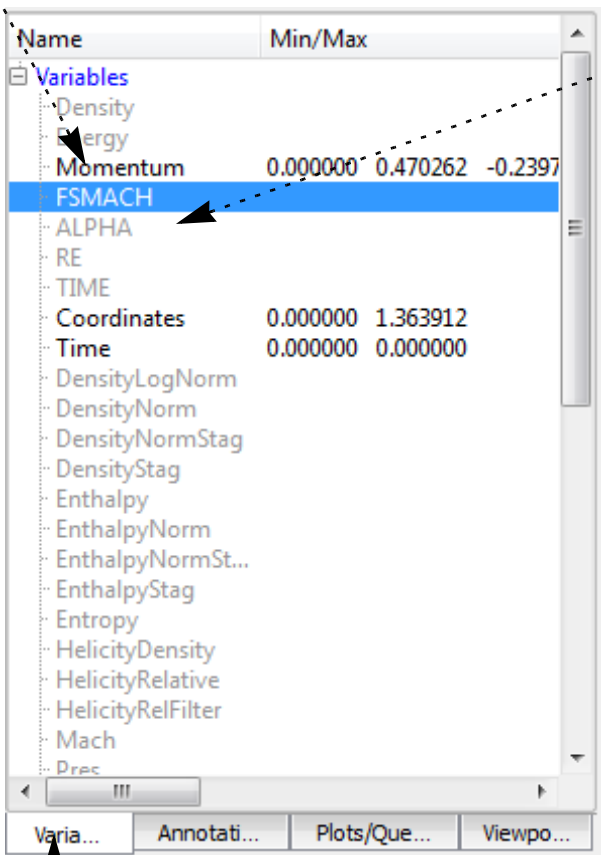 Name Min/Max
Variables
Density
Energy
Momentum 0.000000 0.470262 -0.2397
FSMACH
ALPHA
RE
TIME
Coordinates 0.000000 1.363912
Time 0.000000 0.000000
DensityLogNorm
DensityNorm
DensityNormStag
DensityStag
Enthalpy
EnthalpyNorm
EnthalpyNormSt...
EnthalpyStag
Entropy
HelicityDensity
HelicityRelative
HelicityRelFilter
Mach
Pres
Varia... Annotati... Plots/Que... Viewpo...